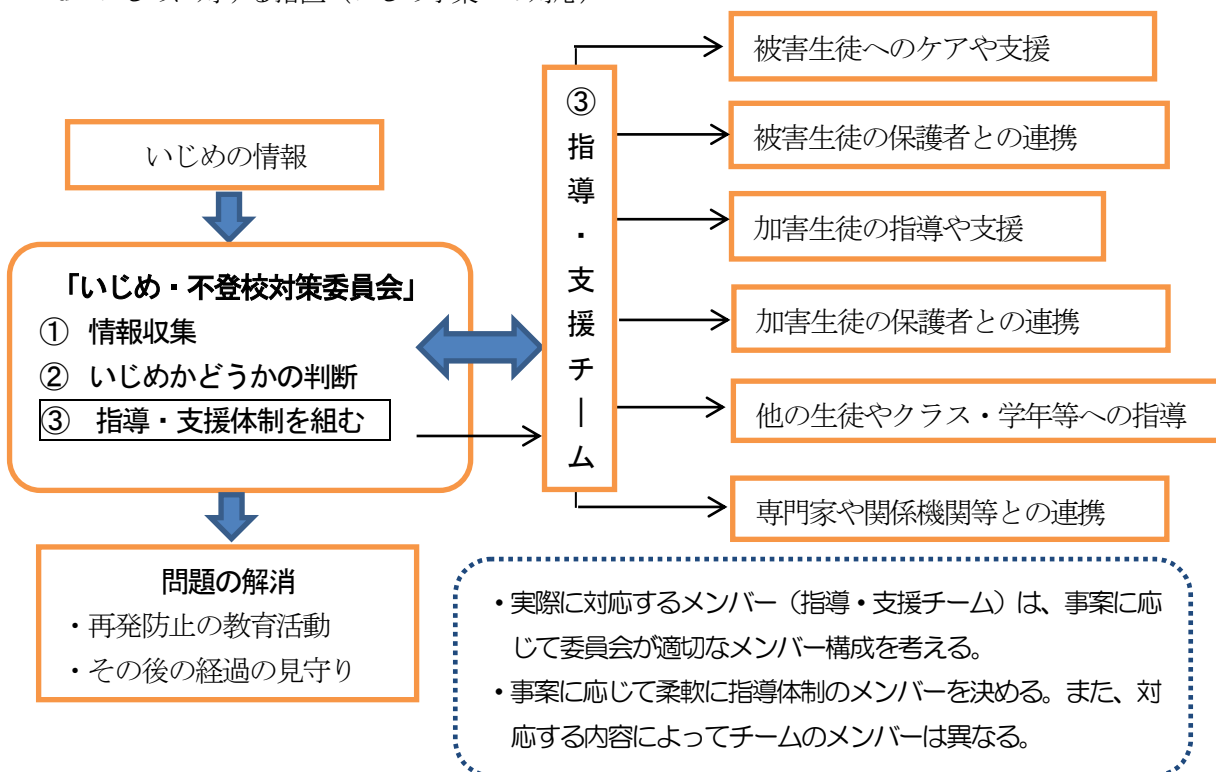 いじめの情報
「いじめ・不登校対策委員会」
① 情報収集
② いじめかどうかの判断
③ 指導・支援体制を組む
問題の解消
・再発防止の教育活動
・その後の経過の見守り
③指導・支援チーム
被害生徒へのケアや支援
被害生徒の保護者との連携
加害生徒の指導や支援
加害生徒の保護者との連携
他の生徒やクラス・学年等への指導
専門家や関係機関等との連携
・実際に対応するメンバー（指導・支援チーム）は、事案に応
じて委員会が適切なメンバー構成を考える。
・事案に応じて柔軟に指導体制のメンバーを決める。また、対
応する内容によってチームのメンバーは異なる。